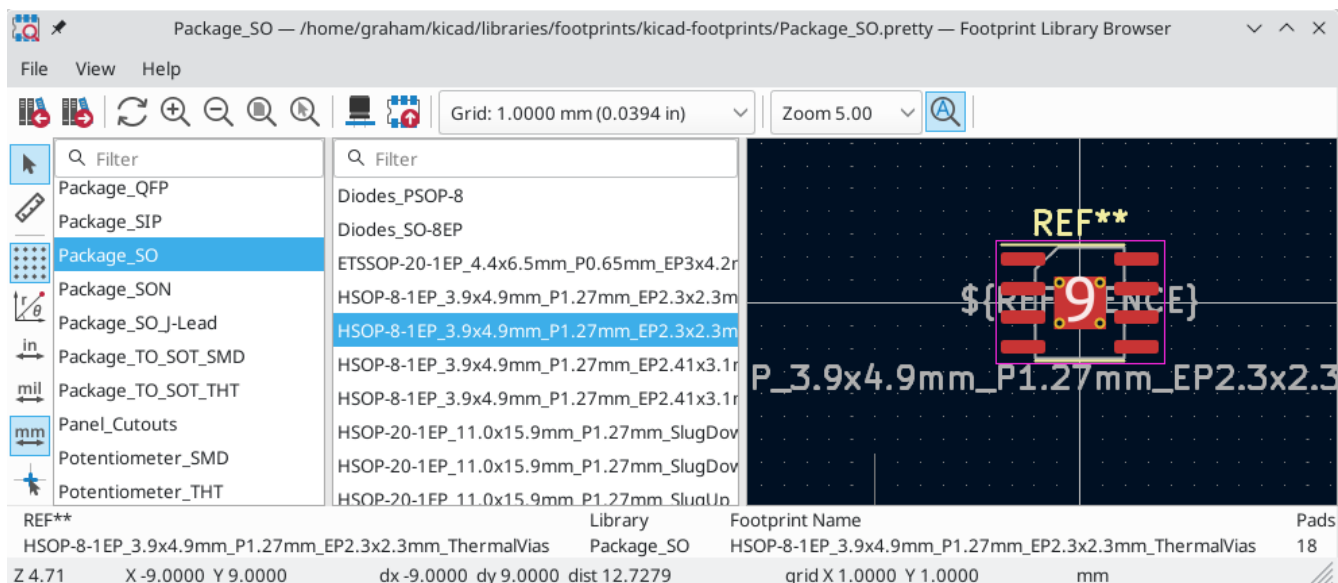 Package_SO — /home/graham/kicad/libraries/footprints/kicad-footprints/Package_SO.pretty — Footprint Library Browser
File View Help
Grid: 1.0000 mm (0.0394 in) Zoom 5.00
Filter
Package_QFP
Package_SIP
Package_SO
Package_SON
Package_SO_J-Lead
Package_TO_SOT_SMD
Package_TO_SOT_THT
Panel_Cutouts
Potentiometer_SMD
Potentiometer_THT
Filter
Diodes_PSOP-8
Diodes_SO-8EP
ETSSOP-20-1EP_4.4x6.5mm_P0.65mm_EP3x4.2r
HSOP-8-1EP_3.9x4.9mm_P1.27mm_EP2.3x2.3m
HSOP-8-1EP_3.9x4.9mm_P1.27mm_EP2.3x2.3m
HSOP-8-1EP_3.9x4.9mm_P1.27mm_EP2.41x3.1r
HSOP-8-1EP_3.9x4.9mm_P1.27mm_EP2.41x3.1r
HSOP-20-1EP_11.0x15.9mm_P1.27mm_SlugDov
HSOP-20-1EP_11.0x15.9mm_P1.27mm_SlugDov
HSOP-20-1EP_11.0x15.9mm_P1.27mm_SlugUp
r/θ
in
mil
mm
REF**
9
P_3.9x4.9mm_P1.27mm_EP2.3x2.3
REF** Library Footprint Name Pads
HSOP-8-1EP_3.9x4.9mm_P1.27mm_EP2.3x2.3mm_ThermalVias Package_SO HSOP-8-1EP_3.9x4.9mm_P1.27mm_EP2.3x2.3mm_ThermalVias 18
Z 4.71 X -9.0000 Y 9.0000 dx -9.0000 dy 9.0000 dist 12.7279 grid X 1.0000 Y 1.0000 mm